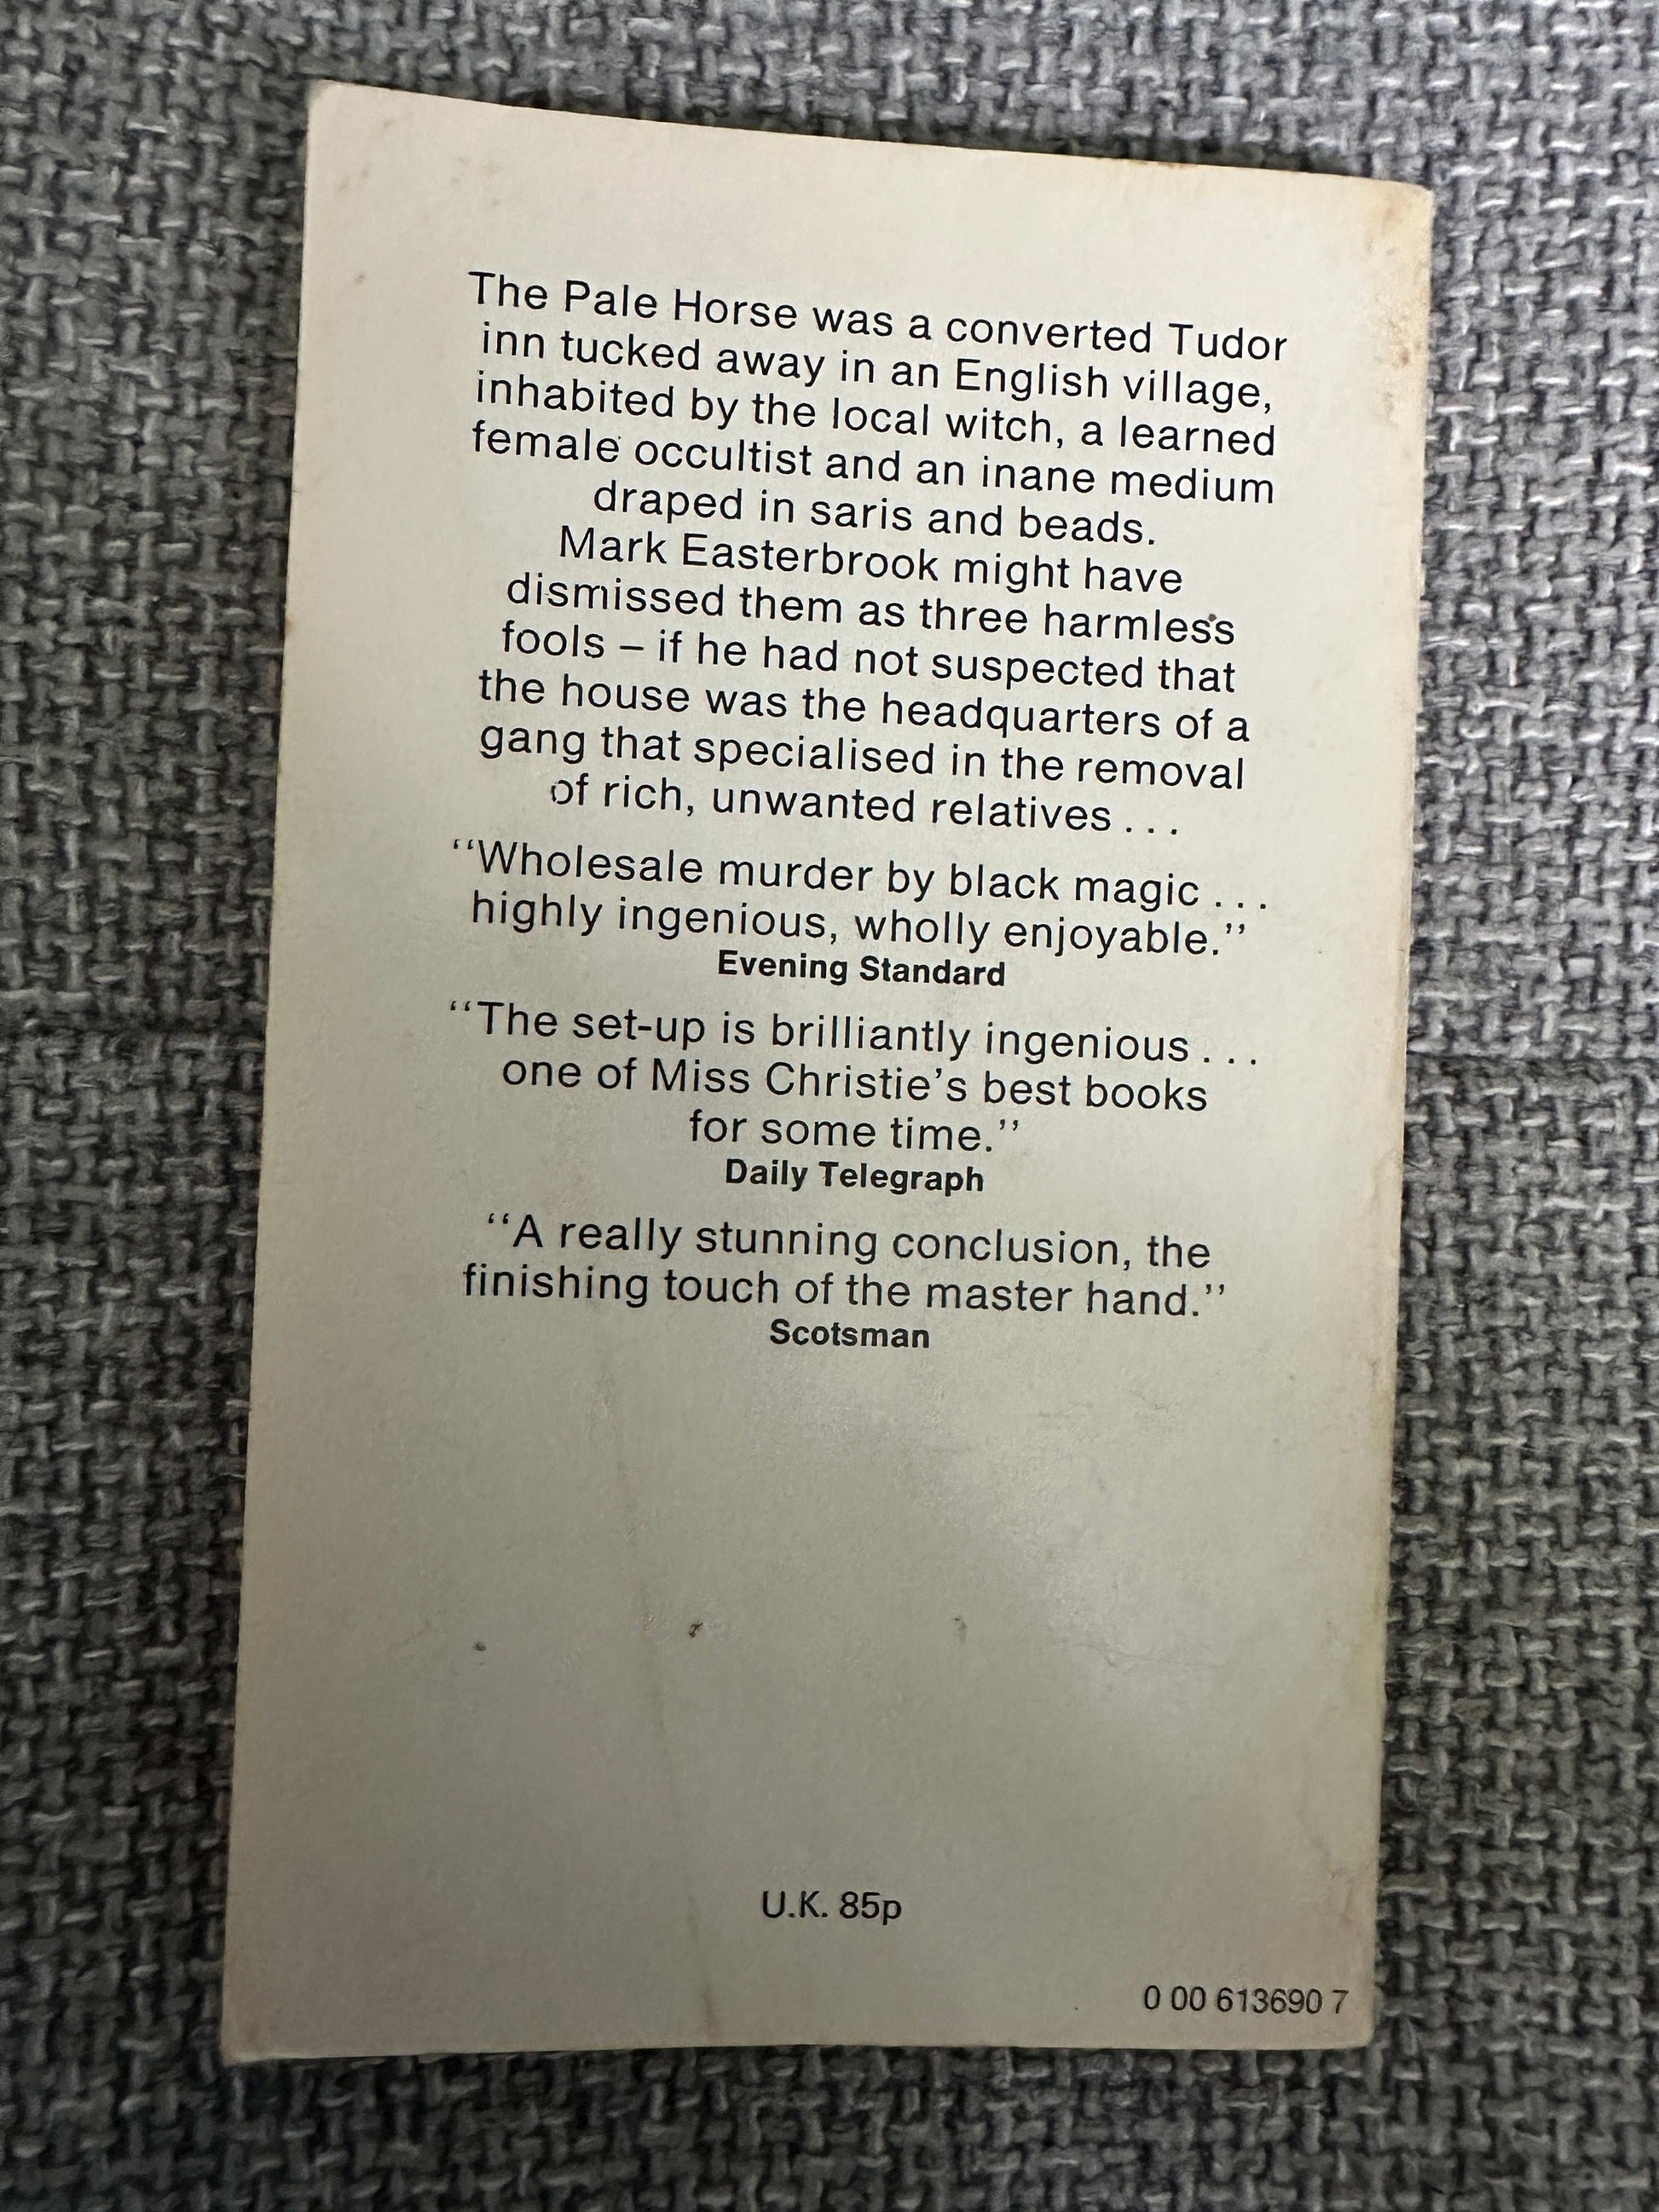 The Pale Horse was a converted Tudor
inn tucked away in an English village,
inhabited by the local witch, a learned
female occultist and an inane medium
draped in saris and beads.
Mark Easterbrook might have
dismissed them as three harmless
fools – if he had not suspected that
the house was the headquarters of a
gang that specialised in the removal
of rich, unwanted relatives . . .
‘‘Wholesale murder by black magic . . .
highly ingenious, wholly enjoyable.’’
Evening Standard
‘‘The set-up is brilliantly ingenious . . .
one of Miss Christie’s best books
for some time.’’
Daily Telegraph
‘‘A really stunning conclusion, the
finishing touch of the master hand.’’
Scotsman
U.K. 85p
0 00 613690 7